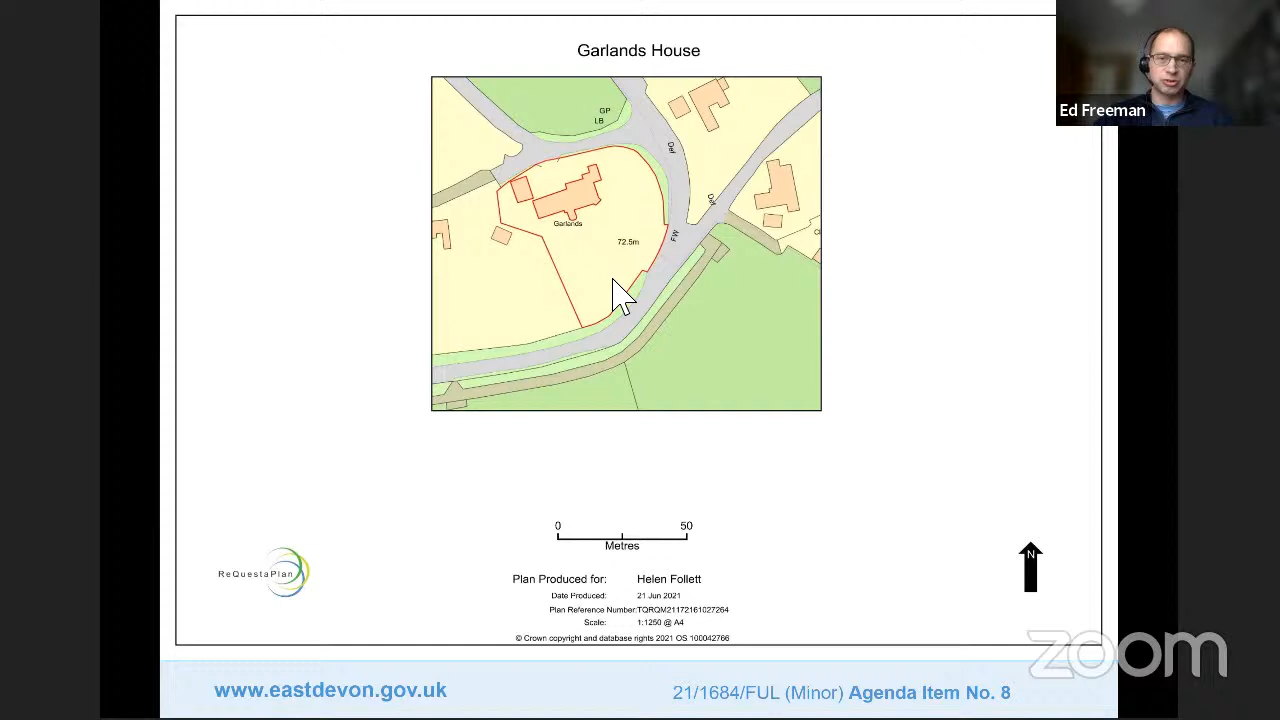 Garlands House
Ed Freeman
GP
LB
Def
Def
Garlands
72.5m
FW
0 50
Metres
N
ReQuestaPlan
Plan Produced for: Helen Follett
Date Produced: 21 Jun 2021
Plan Reference Number: TQRQM21172161027264
Scale: 1:1250 @ A4
© Crown copyright and database rights 2021 OS 100042766
zoom
www.eastdevon.gov.uk
21/1684/FUL (Minor) Agenda Item No. 8